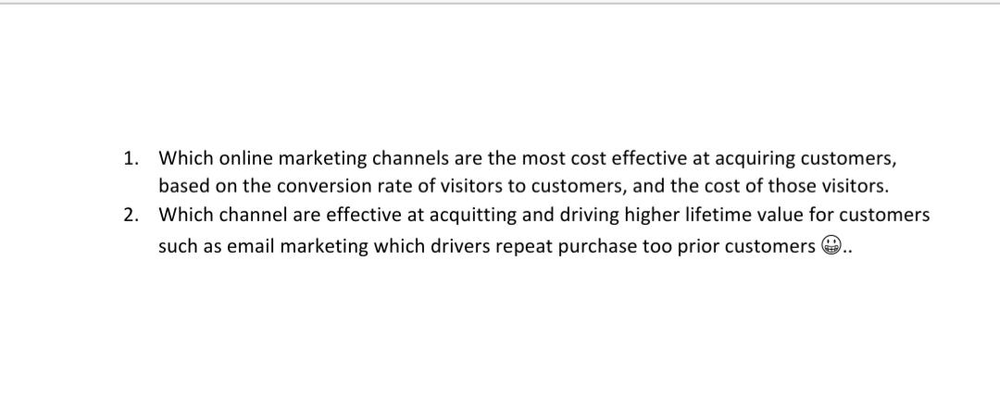 1. Which online marketing channels are the most cost effective at acquiring customers,
based on the conversion rate of visitors to customers, and the cost of those visitors.
2. Which channel are effective at acquitting and driving higher lifetime value for customers
such as email marketing which drivers repeat purchase too prior customers 😀..